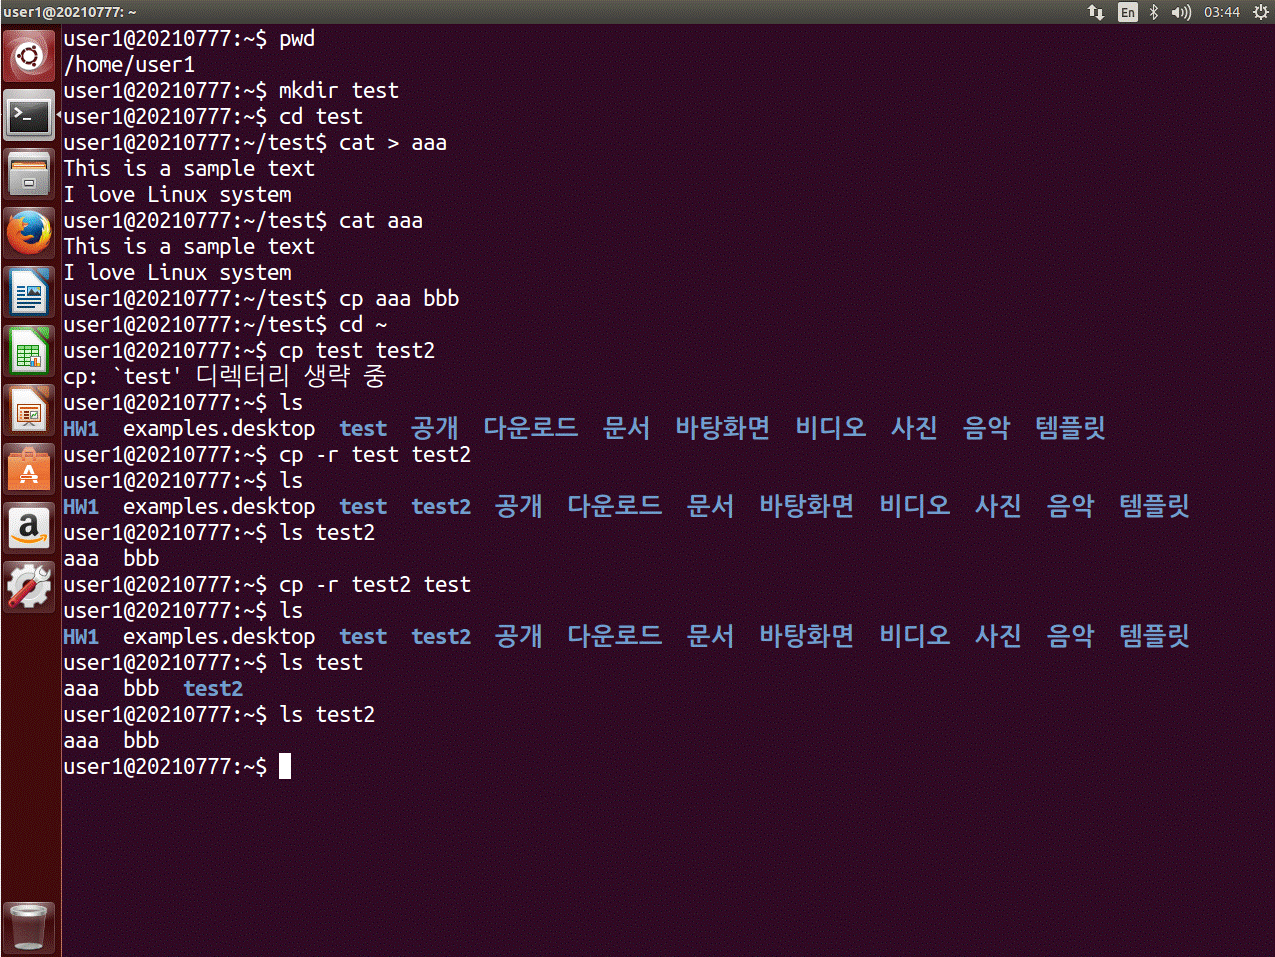 user1@20210777: ~
En
03:44
user1@20210777:~$ pwd
/home/user1
user1@20210777:~$ mkdir test
user1@20210777:~$ cd test
user1@20210777:~/test$ cat > aaa
This is a sample text
I love Linux system
user1@20210777:~/test$ cat aaa
This is a sample text
I love Linux system
user1@20210777:~/test$ cp aaa bbb
user1@20210777:~/test$ cd ~
user1@20210777:~$ cp test test2
cp: `test' 디렉터리 생략 중
user1@20210777:~$ ls
HW1  examples.desktop  test  공개  다운로드  문서  바탕화면  비디오  사진  음악  템플릿
user1@20210777:~$ cp -r test test2
user1@20210777:~$ ls
HW1  examples.desktop  test  test2  공개  다운로드  문서  바탕화면  비디오  사진  음악  템플릿
user1@20210777:~$ ls test2
aaa  bbb
user1@20210777:~$ cp -r test2 test
user1@20210777:~$ ls
HW1  examples.desktop  test  test2  공개  다운로드  문서  바탕화면  비디오  사진  음악  템플릿
user1@20210777:~$ ls test
aaa  bbb  test2
user1@20210777:~$ ls test2
aaa  bbb
user1@20210777:~$